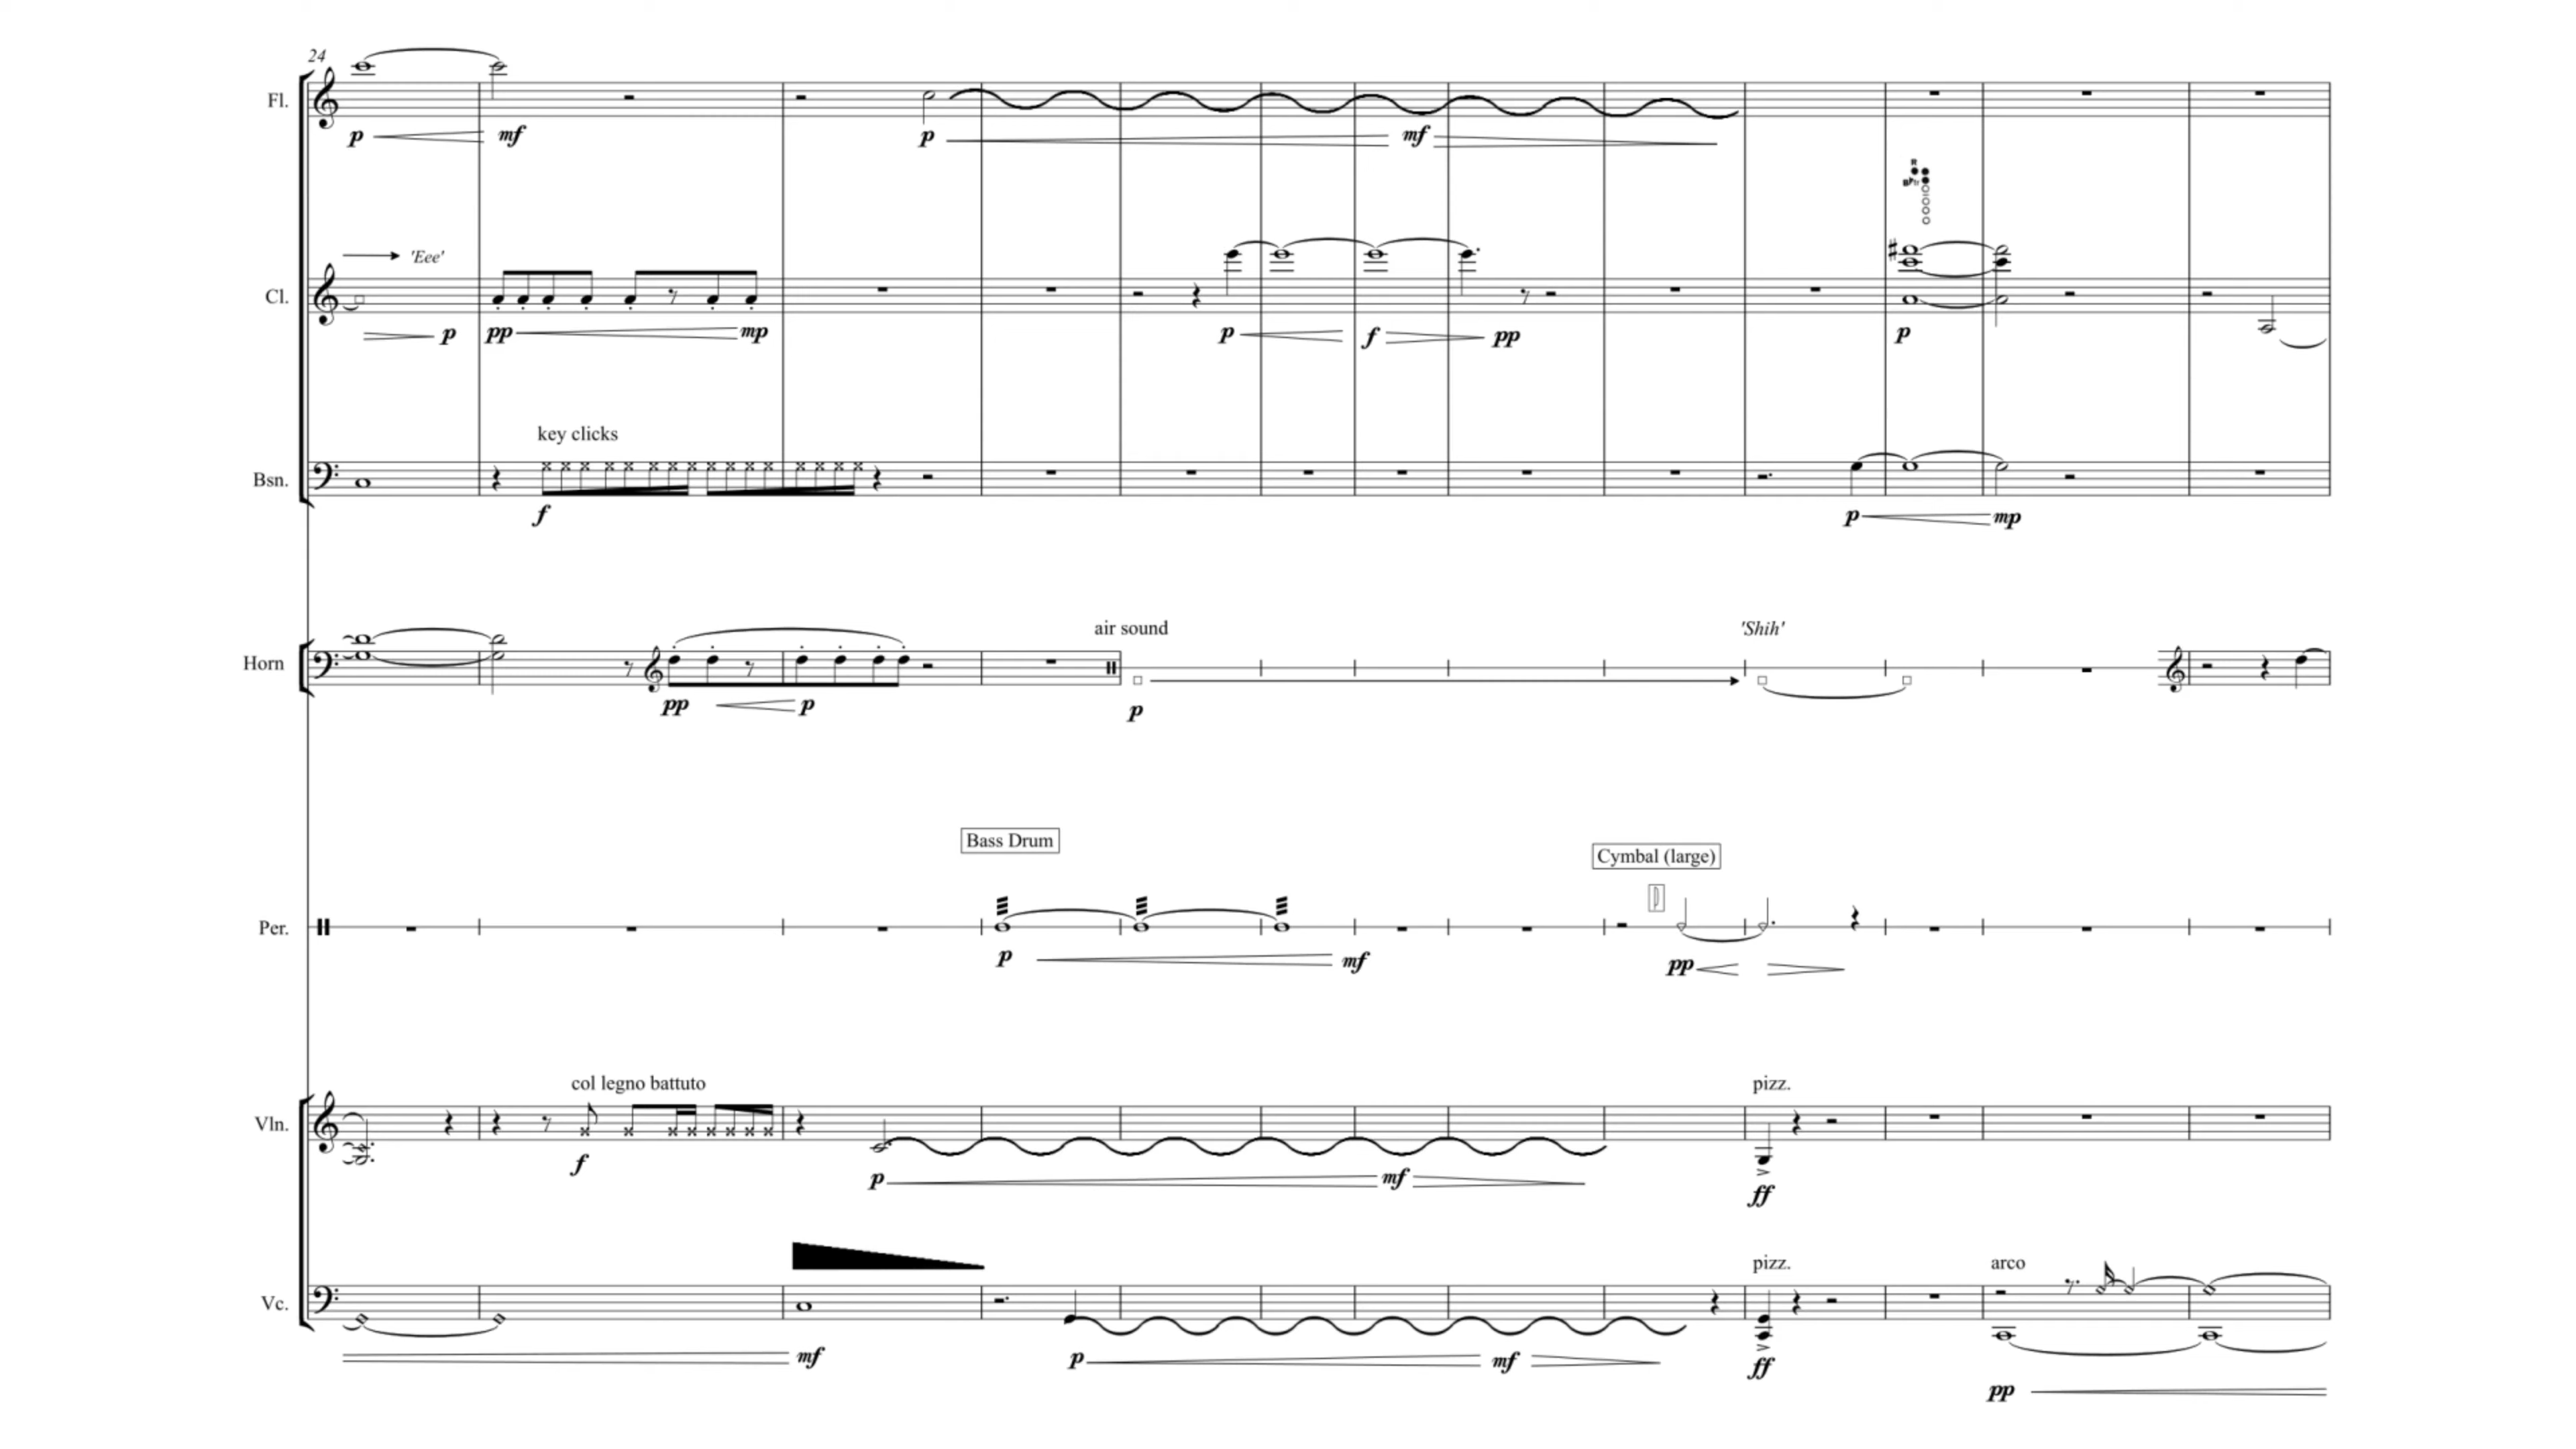 24
Fl.
p mf p mf
R
B♭ tr
'Eee'
Cl.
p pp mp p f pp p
key clicks
Bsn.
f p mp
air sound 'Shih'
Horn
pp p p
Bass Drum
Cymbal (large)
Per.
p mf pp
col legno battuto pizz.
Vln.
f p mf ff
pizz. arco
Vc.
mf p mf ff pp